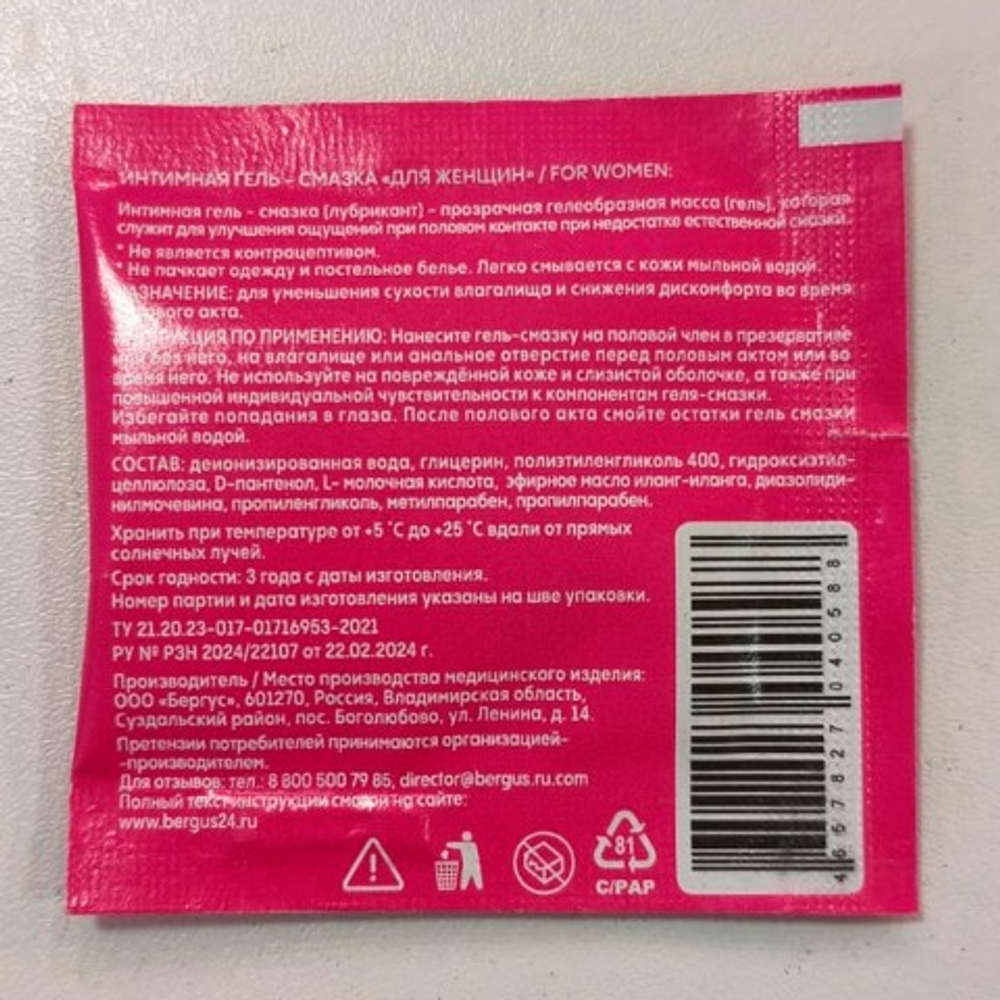 ИНТИМНАЯ ГЕЛЬ - СМАЗКА «ДЛЯ ЖЕНЩИН» / FOR WOMEN:
Интимная гель - смазка (лубрикант) - прозрачная гелеобразная масса (гель), которая
служит для улучшения ощущений при половом контакте при недостатке естественной смазки.
* Не является контрацептивом.
* Не пачкает одежду и постельное белье. Легко смывается с кожи мыльной водой.
для уменьшения сухости влагалища и снижения дискомфорта во время
акта.
ПО ПРИМЕНЕНИЮ: Нанесите гель-смазку на половой член в презервативе
или без него, на влагалище или анальное отверстие перед половым актом или во
время него. Не используйте на повреждённой коже и слизистой оболочке, а также при
повышенной индивидуальной чувствительности к компонентам геля-смазки.
Избегайте попадания в глаза. После полового акта смойте остатки гель смазки
мыльной водой.
СОСТАВ: деионизированная вода, глицерин, полиэтиленгликоль 400, гидроксиэтил-
целлюлоза, D-пантенол, L- молочная кислота, эфирное масло иланг-иланга, диазолиди-
нилмочевина, пропиленгликоль, метилпарабен, пропилпарабен.
Хранить при температуре от +5 ˚C до +25 ˚C вдали от прямых
солнечных лучей.
Срок годности: 3 года с даты изготовления.
Номер партии и дата изготовления указаны на шве упаковки.
ТУ 21.20.23-017-01716953-2021
РУ № РЗН 2024/22107 от 22.02.2024 г.
Производитель / Место производства медицинского изделия:
ООО «Бергус», 601270, Россия, Владимирская область,
Суздальский район, пос. Боголюбово, ул. Ленина, д. 14.
Претензии потребителей принимаются организацией-
-производителем.
Для отзывов: тел.: 8 800 500 79 85, director@bergus.ru.com
Полный текст инструкции смотри на сайте:
www.bergus24.ru
81
C/PAP
4 657827 040588